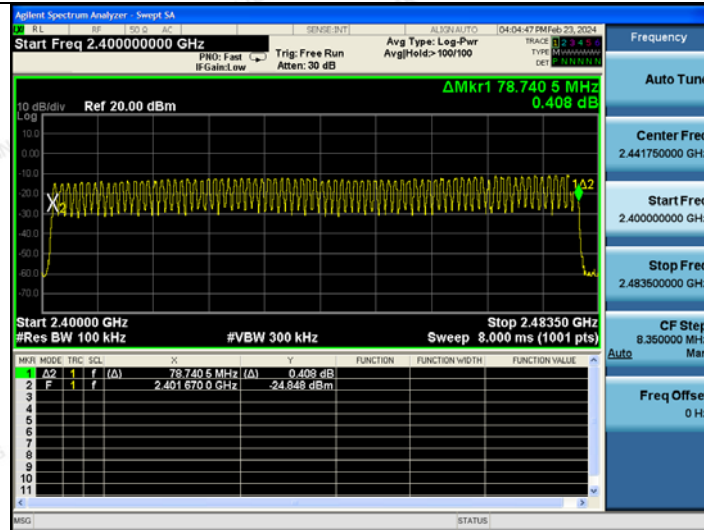 Agilent Spectrum Analyzer - Swept SA
RL RF 50 Ω AC SENSE:INT ALIGNAUTO 04:04:47 PM Feb 23, 2024
Start Freq 2.400000000 GHz
PNO: Fast
IFGain:Low
Trig: Free Run
Atten: 30 dB
Avg Type: Log-Pwr
Avg|Hold:>100/100
TRACE 1 2 3 4 5 6
TYPE M
DET P N N N N N
ΔMkr1 78.740 5 MHz
0.408 dB
10 dB/div Ref 20.00 dBm
Log
10.0
0.00
-10.0
-20.0
-30.0
-40.0
-50.0
-60.0
-70.0
X2
1Δ2
Start 2.40000 GHz Stop 2.48350 GHz
#Res BW 100 kHz #VBW 300 kHz Sweep 8.000 ms (1001 pts)
MKR MODE TRC SCL X Y FUNCTION FUNCTION WIDTH FUNCTION VALUE
1 Δ2 1 f (Δ) 78.740 5 MHz (Δ) 0.408 dB
2 F 1 f 2.401 670 0 GHz -24.848 dBm
3
4
5
6
7
8
9
10
11
MSG STATUS
Frequency
Auto Tune
Center Freq
2.441750000 GHz
Start Freq
2.400000000 GHz
Stop Freq
2.483500000 GHz
CF Step
8.350000 MHz
Auto Man
Freq Offset
0 Hz